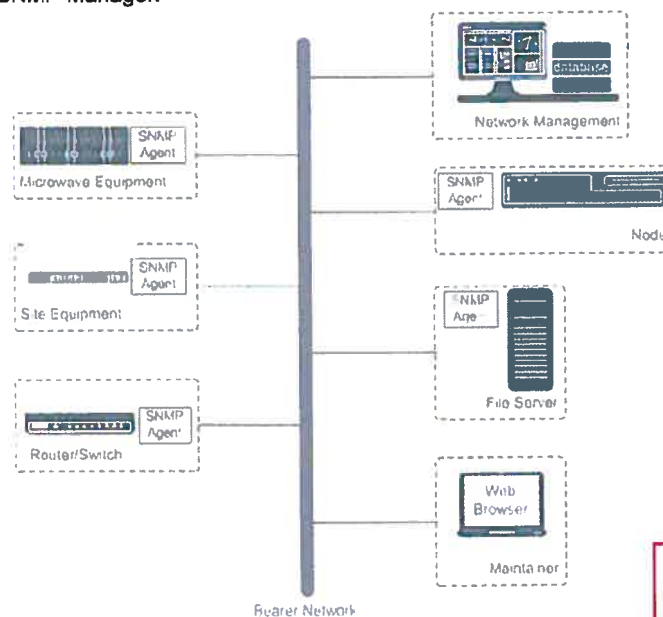 SNMP Manager.
database
Network Management
SNMP
Agent
Microwave Equipment
SNMP
Agent
Node
SNMP
Agent
Site Equipment
SNMP
File Server
SNMP
Agent
Router/Switch
Web
Browser
Maintainer
Bearer Network